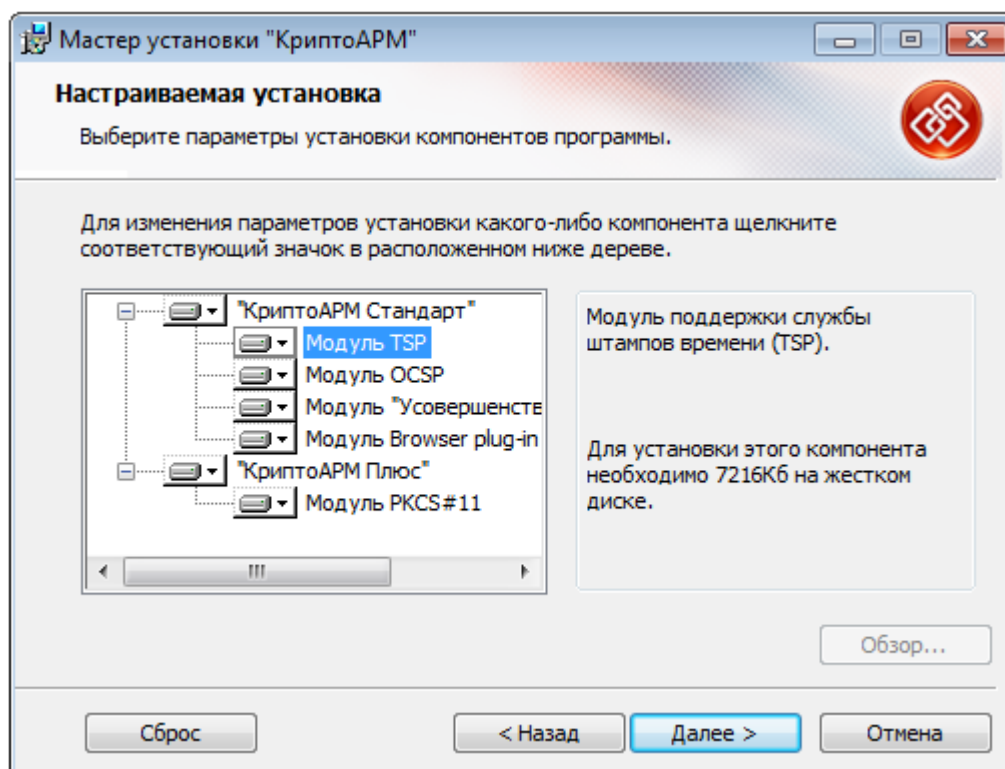 Мастер установки "КриптоАРМ"
Настраиваемая установка
Выберите параметры установки компонентов программы.
Для изменения параметров установки какого-либо компонента щелкните
соответствующий значок в расположенном ниже дереве.
"КриптоАРМ Стандарт"
Модуль TSP
Модуль OCSP
Модуль "Усовершенств
Модуль Browser plug-in
"КриптоАРМ Плюс"
Модуль PKCS#11
Модуль поддержки службы
штампов времени (TSP).
Для установки этого компонента
необходимо 7216Кб на жестком
диске.
Обзор...
Сброс
< Назад
Далее >
Отмена